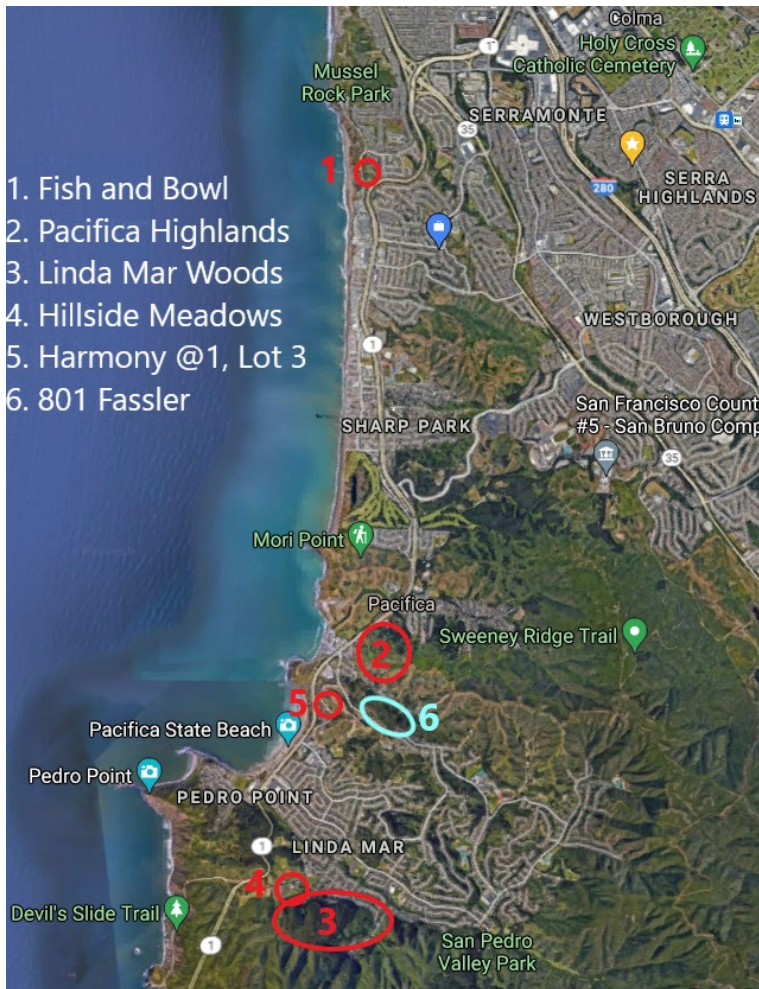 Colma
Holy Cross
Catholic Cemetery
1
Mussel
Rock Park
35
SERRAMONTE
1
280
SERRA
HIGHLANDS
1. Fish and Bowl
2. Pacifica Highlands
3. Linda Mar Woods
4. Hillside Meadows
5. Harmony @1, Lot 3
6. 801 Fassler
WESTBOROUGH
1
San Francisco Count
#5 - San Bruno Comp
SHARP PARK
35
Mori Point
Pacifica
Sweeney Ridge Trail
2
5
6
Pacifica State Beach
Pedro Point
PEDRO POINT
1
LINDA MAR
4
3
Devil's Slide Trail
1
San Pedro
Valley Park